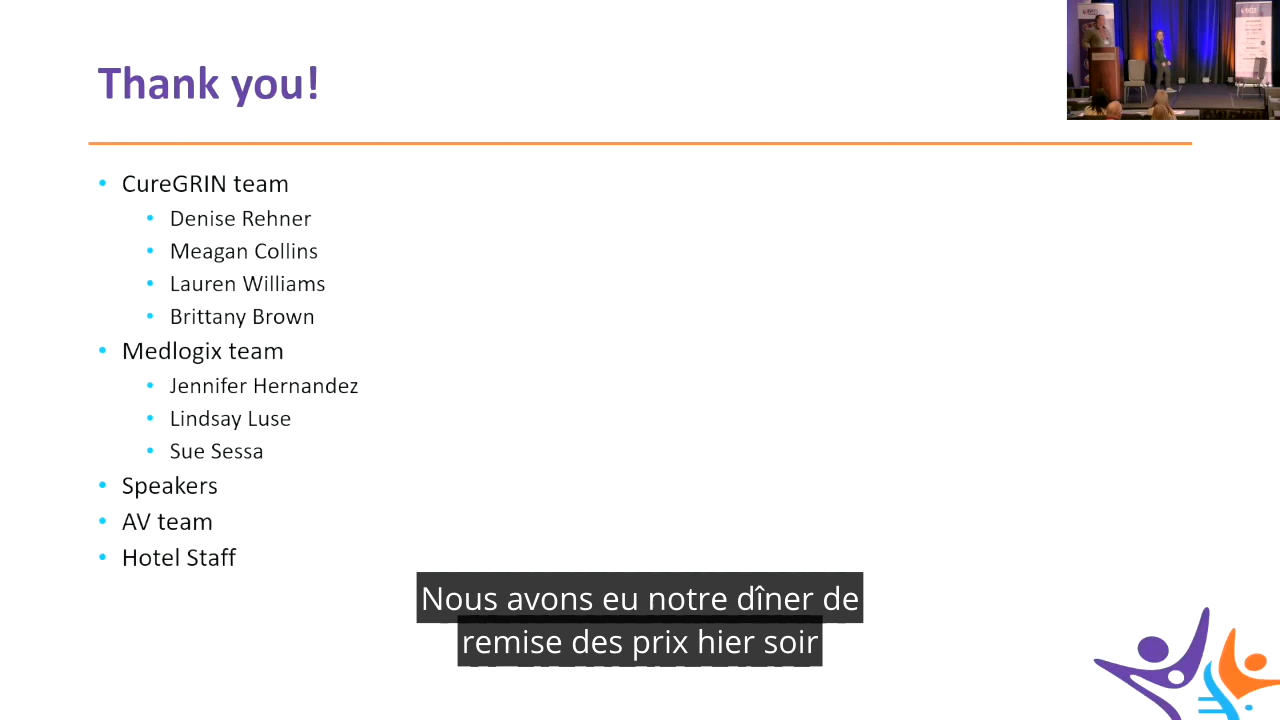 Thank you!
CureGRIN team
Denise Rehner
Meagan Collins
Lauren Williams
Brittany Brown
Medlogix team
Jennifer Hernandez
Lindsay Luse
Sue Sessa
Speakers
AV team
Hotel Staff
Nous avons eu notre dîner de
remise des prix hier soir